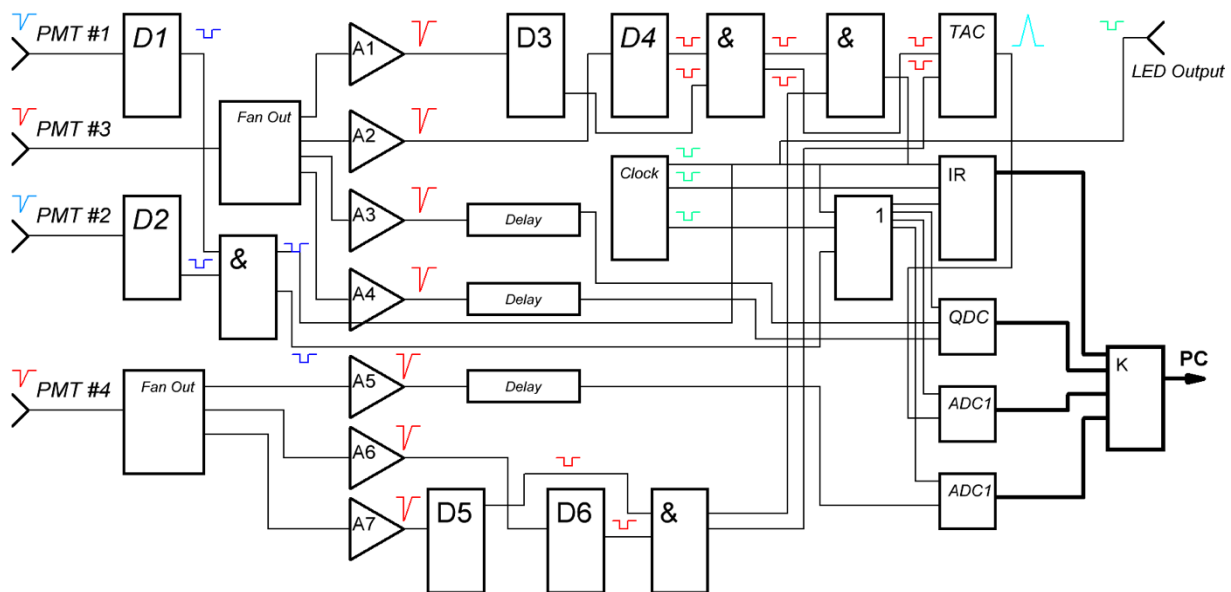 PMT #1
D1
A1
D3
D4
&
&
TAC
LED Output
PMT #3
Fan Out
A2
Clock
IR
PMT #2
D2
A3
Delay
1
&
A4
Delay
QDC
PMT #4
Fan Out
A5
Delay
K
PC
ADC1
A6
ADC1
A7
D5
D6
&